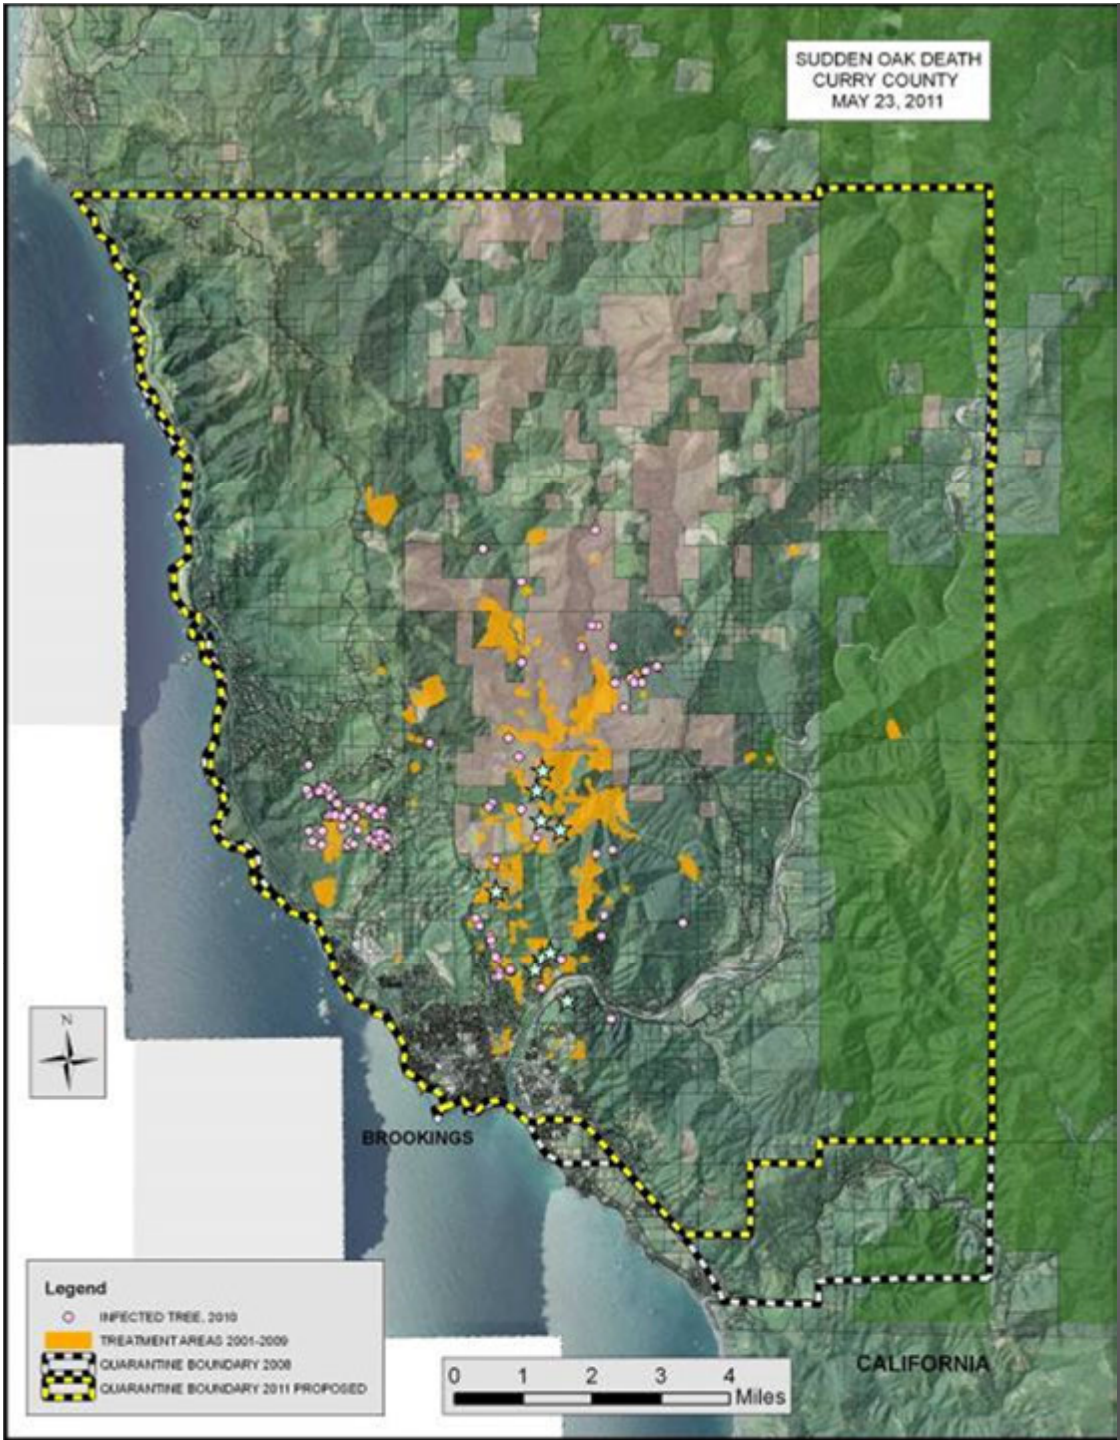 SUDDEN OAK DEATH
CURRY COUNTY
MAY 23, 2011
N
BROOKINGS
Legend
INFECTED TREE, 2010
TREATMENT AREAS 2001-2009
QUARANTINE BOUNDARY 2008
QUARANTINE BOUNDARY 2011 PROPOSED
0 1 2 3 4
Miles
CALIFORNIA